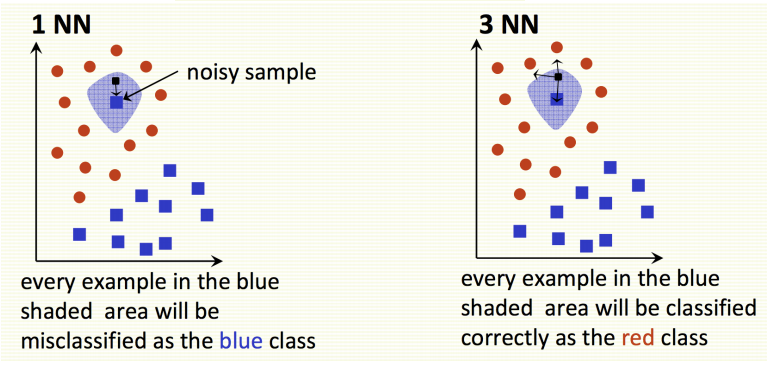 1 NN
noisy sample
every example in the blue
shaded area will be
misclassified as the blue class
3 NN
every example in the blue
shaded area will be classified
correctly as the red class